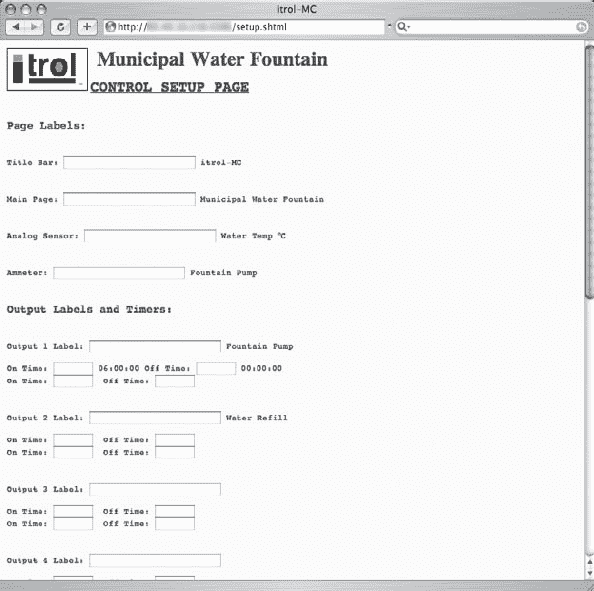 itrol-MC
http:// /setup.shtml
itrol
Municipal Water Fountain
CONTROL SETUP PAGE
Page Labels:
Title Bar: itrol-MC
Main Page: Municipal Water Fountain
Analog Sensor: Water Temp °C
Ammeter: Fountain Pump
Output Labels and Timers:
Output 1 Label: Fountain Pump
On Time: 06:00:00 Off Time: 00:00:00
On Time: Off Time:
Output 2 Label: Water Refill
On Time: Off Time:
On Time: Off Time:
Output 3 Label:
On Time: Off Time:
On Time: Off Time:
Output 4 Label: